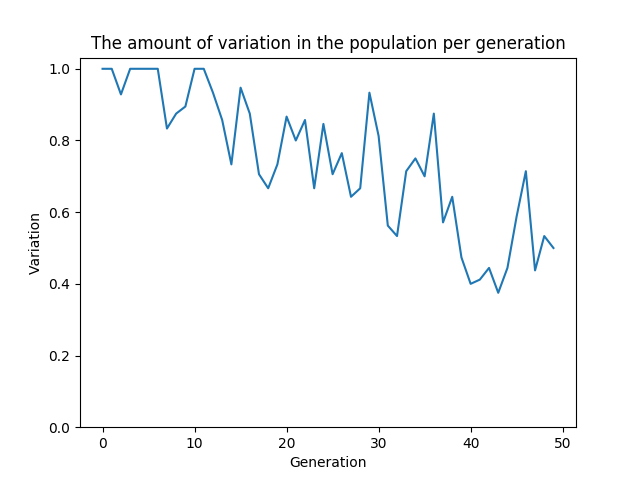 The amount of variation in the population per generation
1.0
0.8
0.6
0.4
0.2
0.0
Variation
0 10 20 30 40 50
Generation